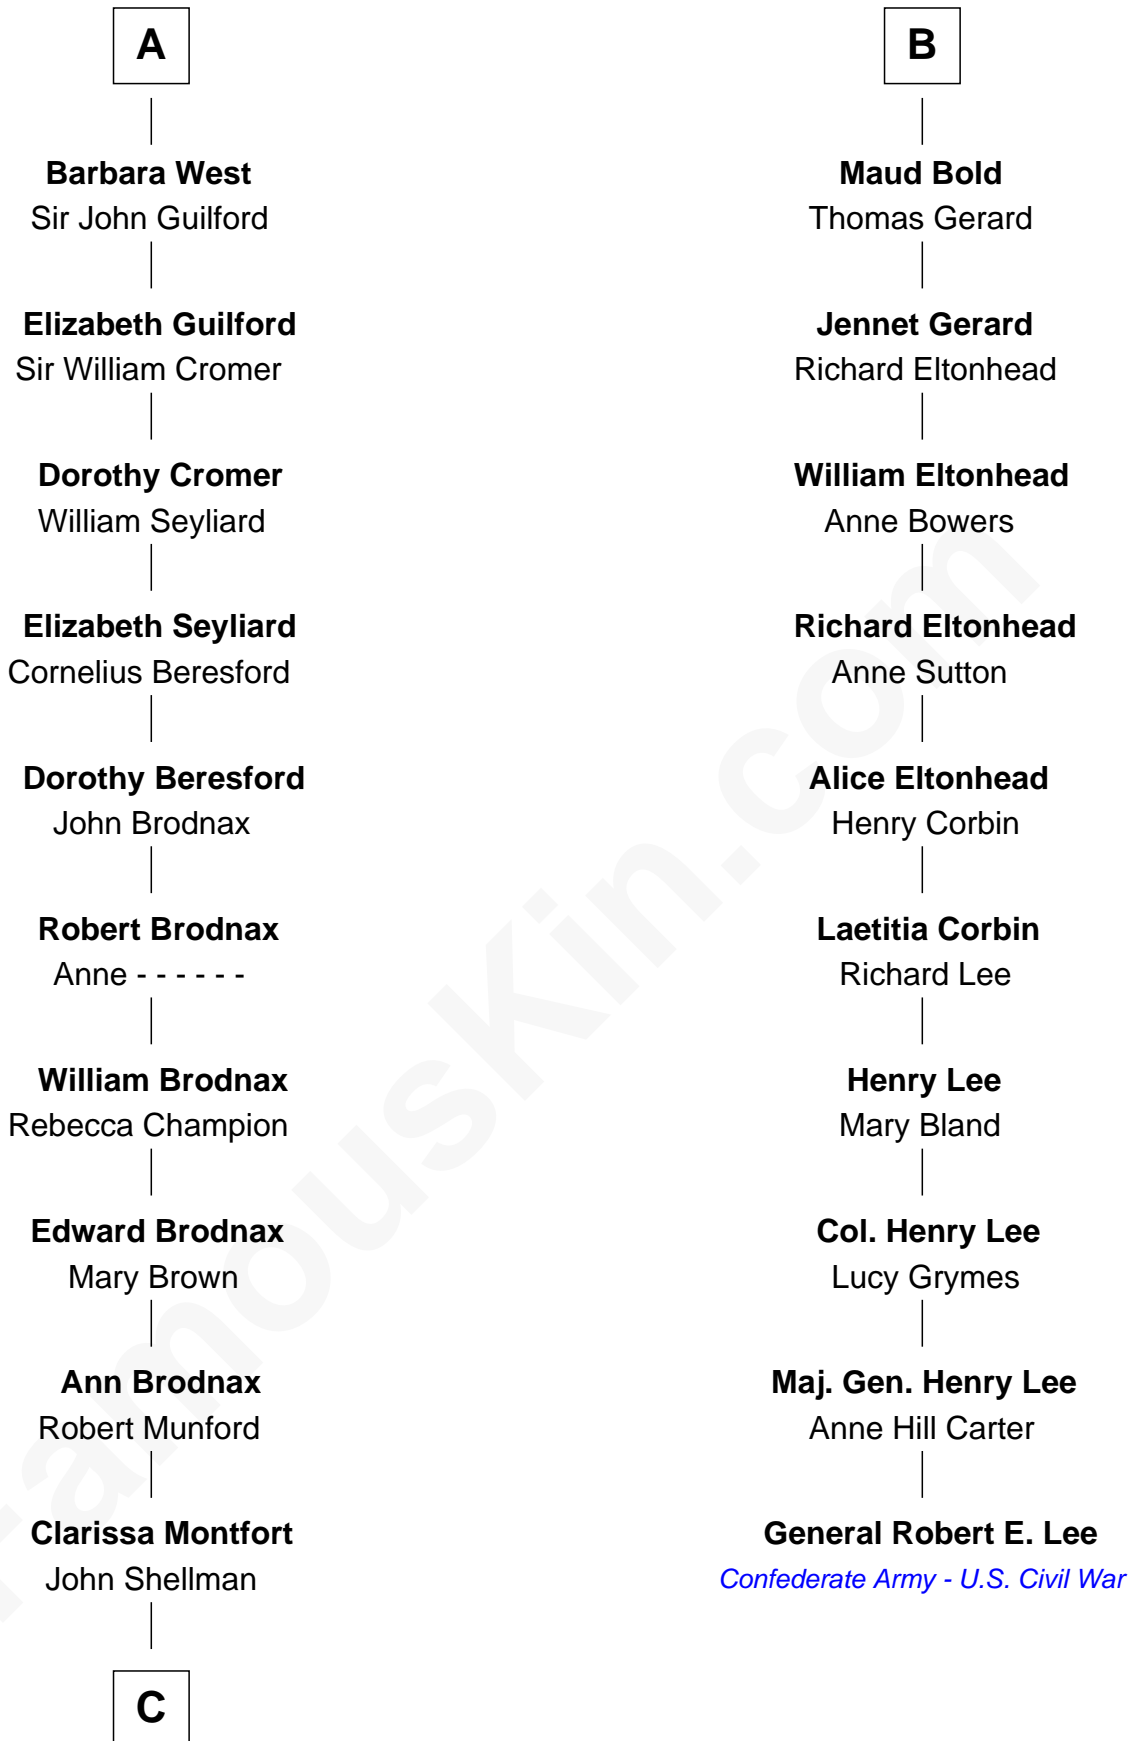 A
Barbara West
Sir John Guilford
Elizabeth Guilford
Sir William Cromer
Dorothy Cromer
William Seyliard
Elizabeth Seyliard
Cornelius Beresford
Dorothy Beresford
John Brodnax
Robert Brodnax
Anne - - - - - -
William Brodnax
Rebecca Champion
Edward Brodnax
Mary Brown
Ann Brodnax
Robert Munford
Clarissa Montfort
John Shellman
C
B
Maud Bold
Thomas Gerard
Jennet Gerard
Richard Eltonhead
William Eltonhead
Anne Bowers
Richard Eltonhead
Anne Sutton
Alice Eltonhead
Henry Corbin
Laetitia Corbin
Richard Lee
Henry Lee
Mary Bland
Col. Henry Lee
Lucy Grymes
Maj. Gen. Henry Lee
Anne Hill Carter
General Robert E. Lee
Confederate Army - U.S. Civil War
FamousKin.com